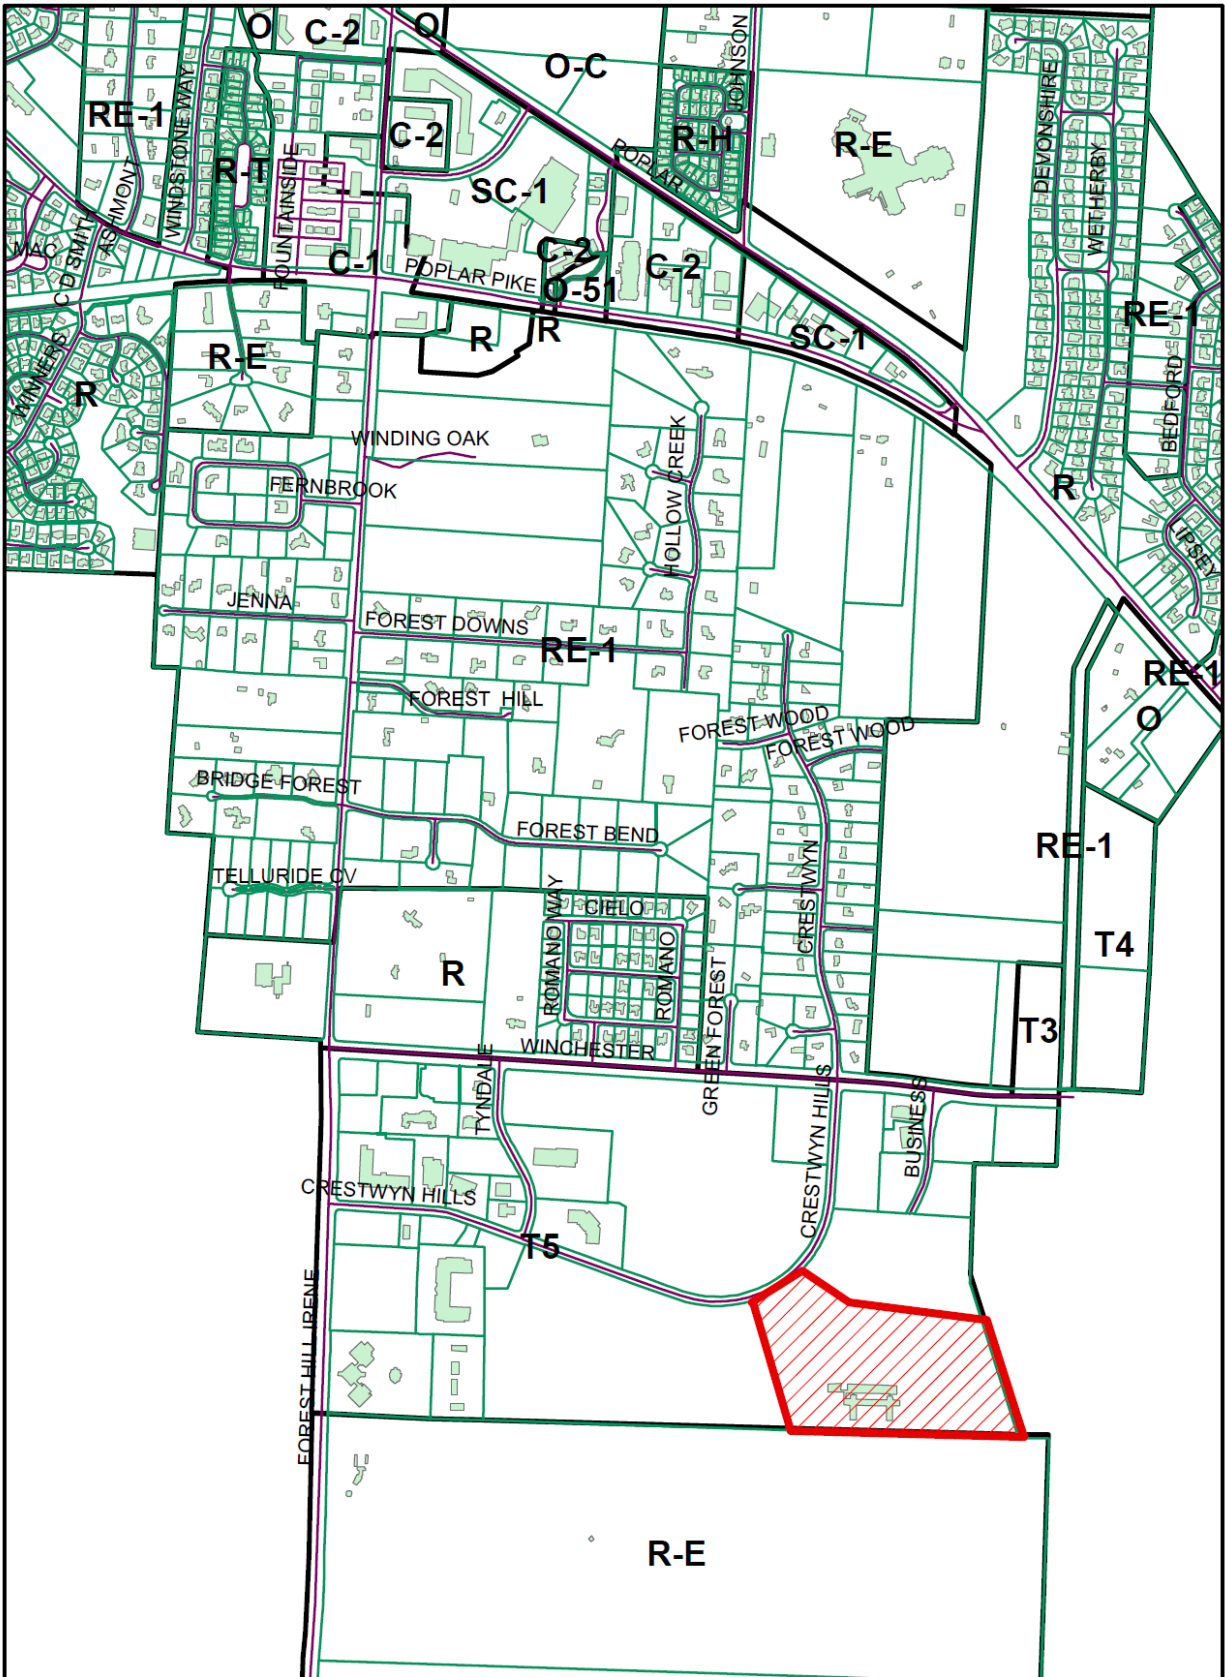 O
C-2
O
O-C
JOHNSON
RE-1
WINDSTONE WAY
C-2
R-H
R-E
DEVONSHIRE
R-T
FOUNTAINSIDE
SC-1
POPLAR
WETHERBY
ASHMONT
MAC
C D SMITH
C-1
POPLAR PIKE
C-2
O-51
C-2
RE-1
WINNERS
R-E
R
R
R
SC-1
BEDFORD
WINDING OAK
FERNBROOK
HOLLOW CREEK
R
LIPSEY
JENNA
FOREST DOWNS
RE-1
RE-1
FOREST HILL
FOREST WOOD
FOREST WOOD
O
BRIDGE FOREST
FOREST BEND
CRESTWYN
RE-1
TELLURIDE CV
ROMANO WAY
CIELO
ROMANO
R
GREEN FOREST
T4
T3
WINCHESTER
TYNDALE
CRESTWYN HILLS
BUSINESS
CRESTWYN HILLS
T5
FOREST HILL IRENE
R-E